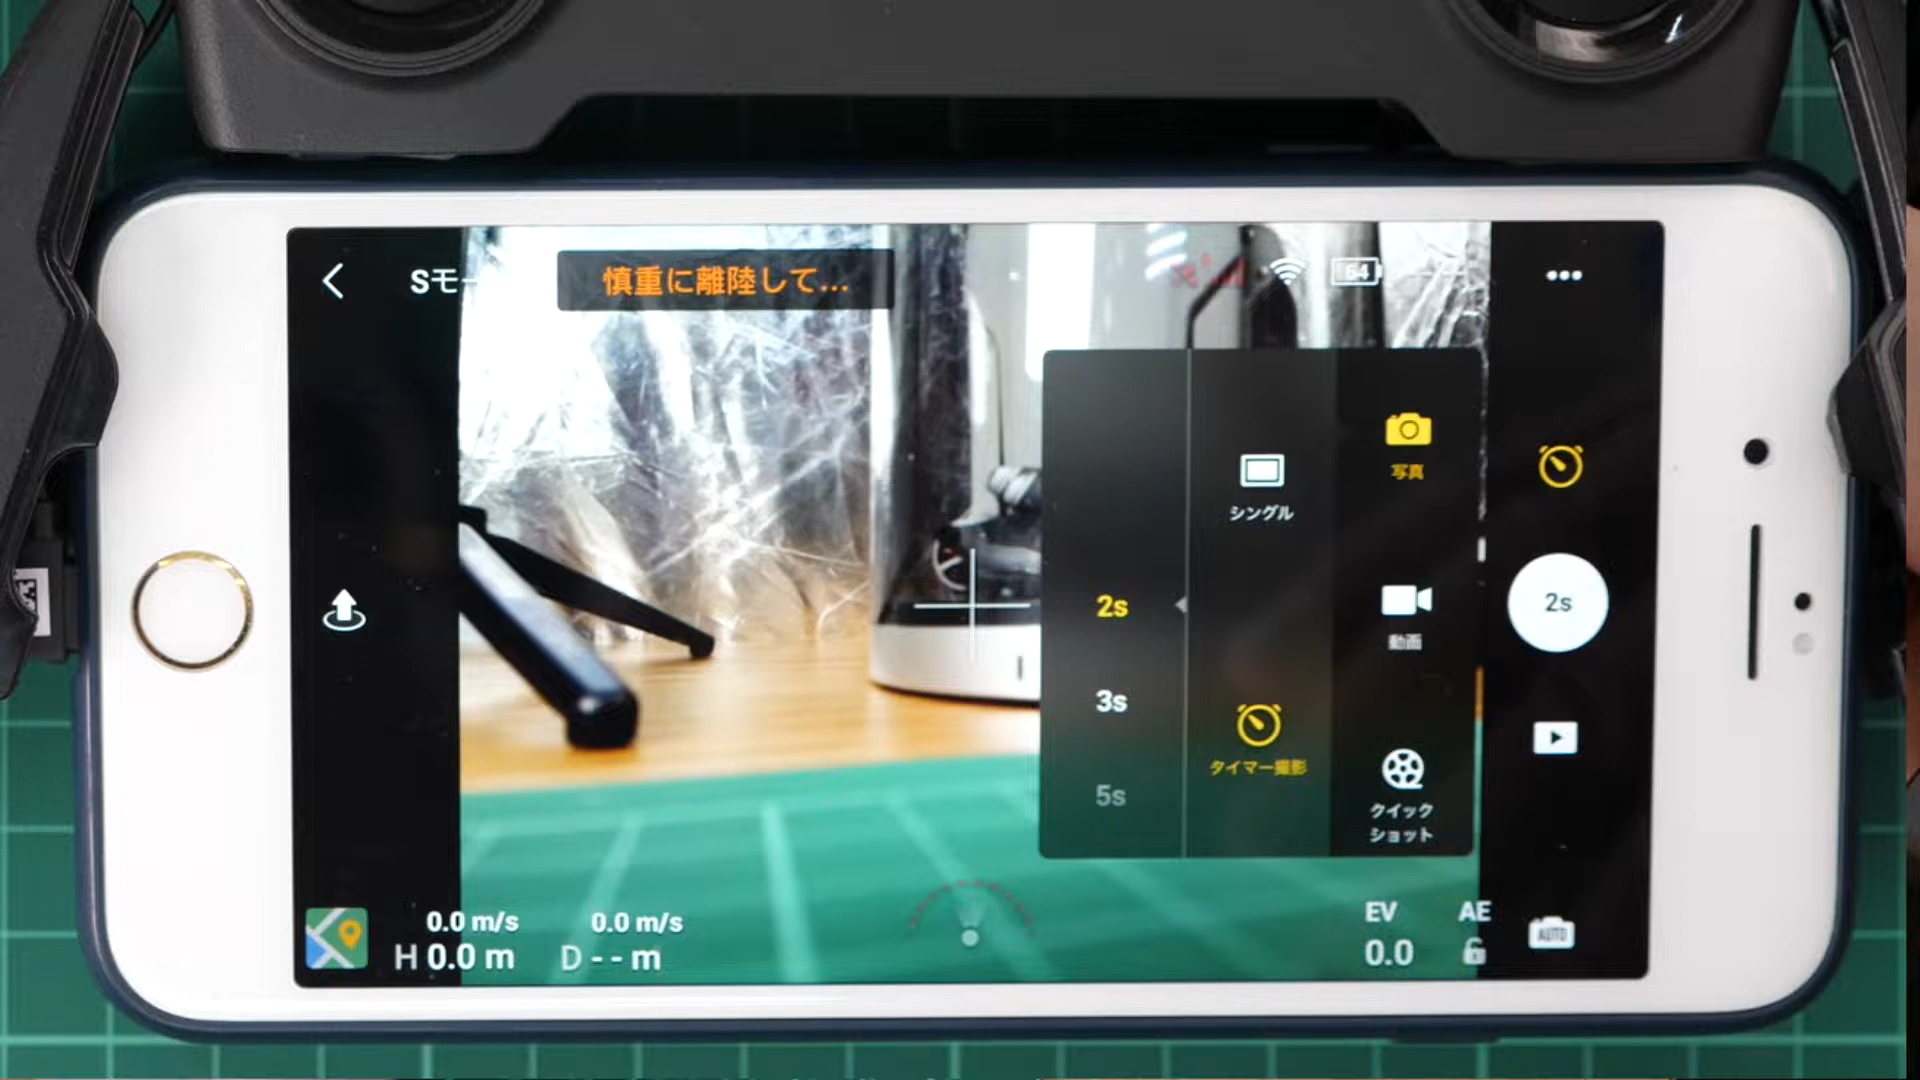 Sモー
慎重に離陸して...
64
写真
シングル
2s
2s
動画
3s
タイマー撮影
5s
クイック
ショット
0.0 m/s
0.0 m/s
EV
AE
H 0.0 m
D - - m
0.0
AUTO